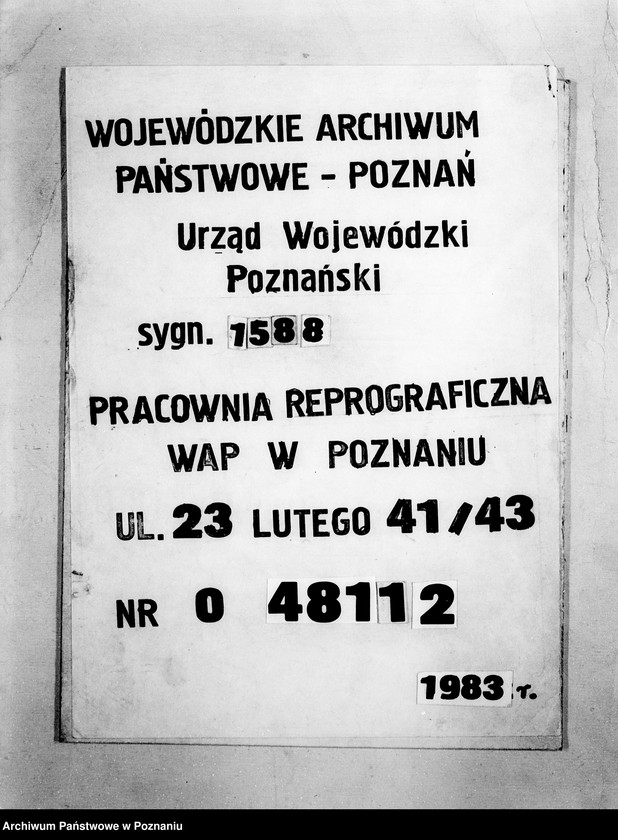 WOJEWÓDZKIE ARCHIWUM
PAŃSTWOWE - POZNAŃ
Urząd Wojewódzki
Poznański
sygn. 1588
PRACOWNIA REPROGRAFICZNA
WAP W POZNANIU
UL. 23 LUTEGO 41/43
NR O 48112
1983 r.
Archiwum Państwowe w Poznaniu